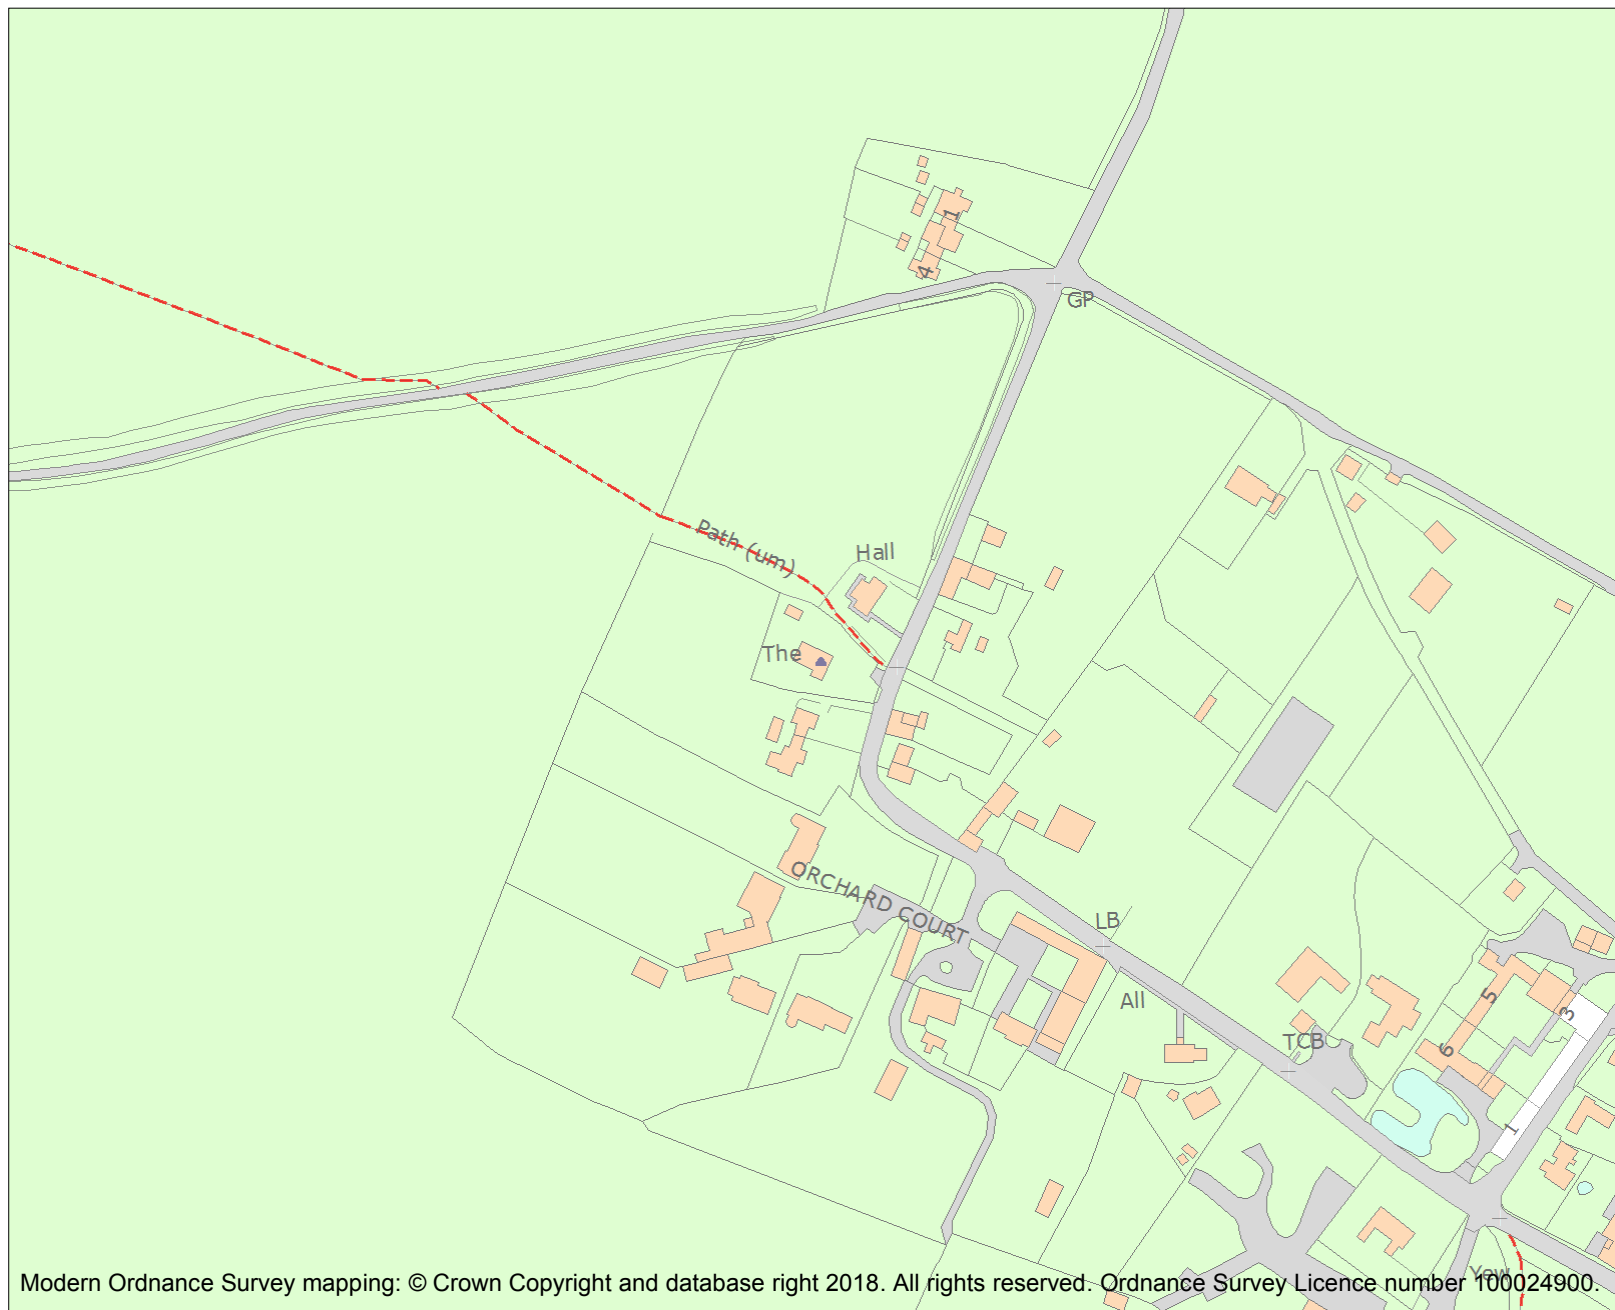 1
4
GP
Path (um)
Hall
The
ORCHARD COURT
LB
All
5
3
TCB
6
1
Yew
Modern Ordnance Survey mapping: © Crown Copyright and database right 2018. All rights reserved. Ordnance Survey Licence number 100024900.